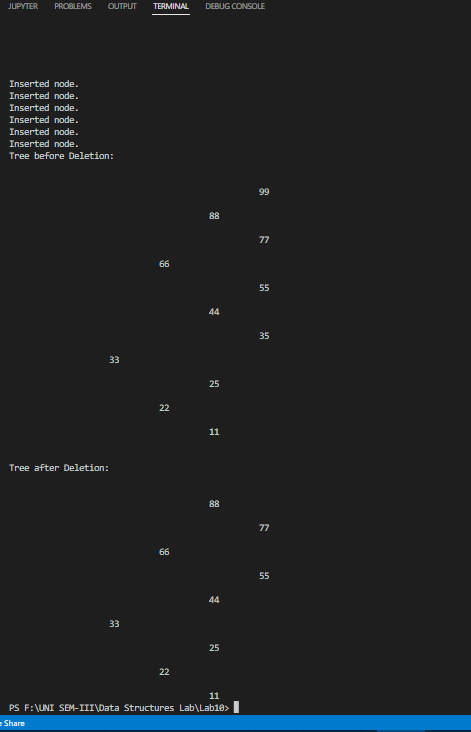 JUPYTER PROBLEMS OUTPUT TERMINAL DEBUG CONSOLE
Inserted node.
Inserted node.
Inserted node.
Inserted node.
Inserted node.
Inserted node.
Tree before Deletion:
99
88
77
66
55
44
35
33
25
22
11
Tree after Deletion:
88
77
66
55
44
33
25
22
11
PS F:\UNI SEM-III\Data Structures Lab\Lab10>
e Share